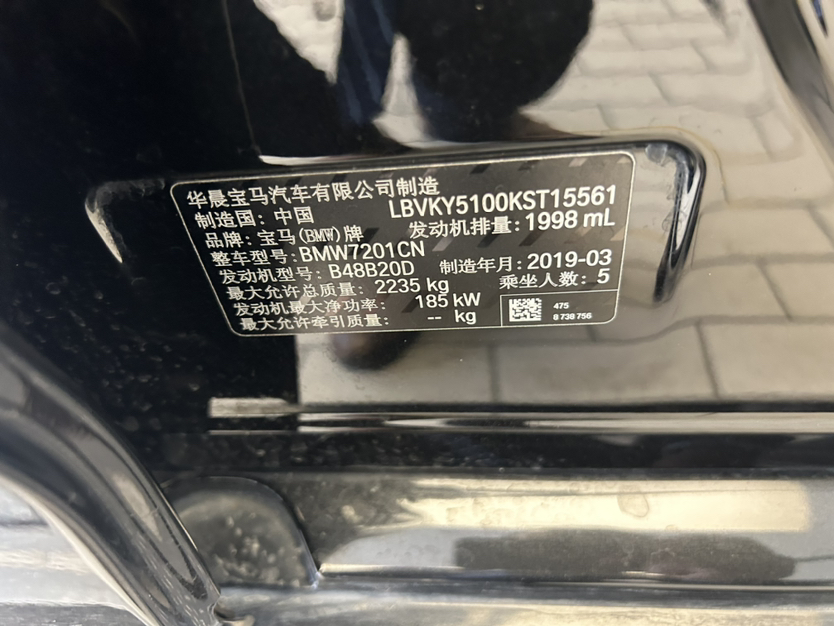 华晨宝马汽车有限公司制造
制造国: 中国 LBVKY5100KST15561
品牌: 宝马(BMW)牌 发动机排量: 1998 mL
整车型号: BMW7201CN
发动机型号: B48B20D 制造年月: 2019-03
最大允许总质量: 2235 kg 乘坐人数: 5
发动机最大净功率: 185 kW
最大允许牵引质量: -- kg
475
8 738 756